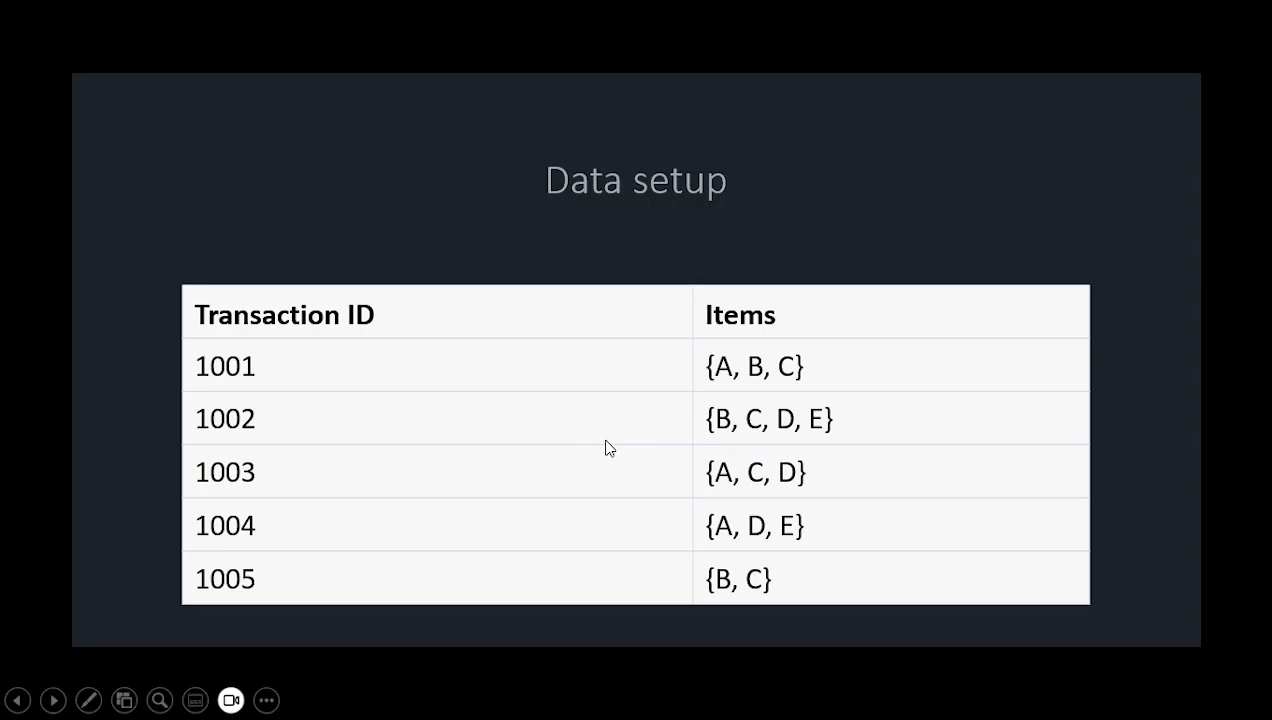 Data setup
Transaction ID Items
1001 {A, B, C}
1002 {B, C, D, E}
1003 {A, C, D}
1004 {A, D, E}
1005 {B, C}